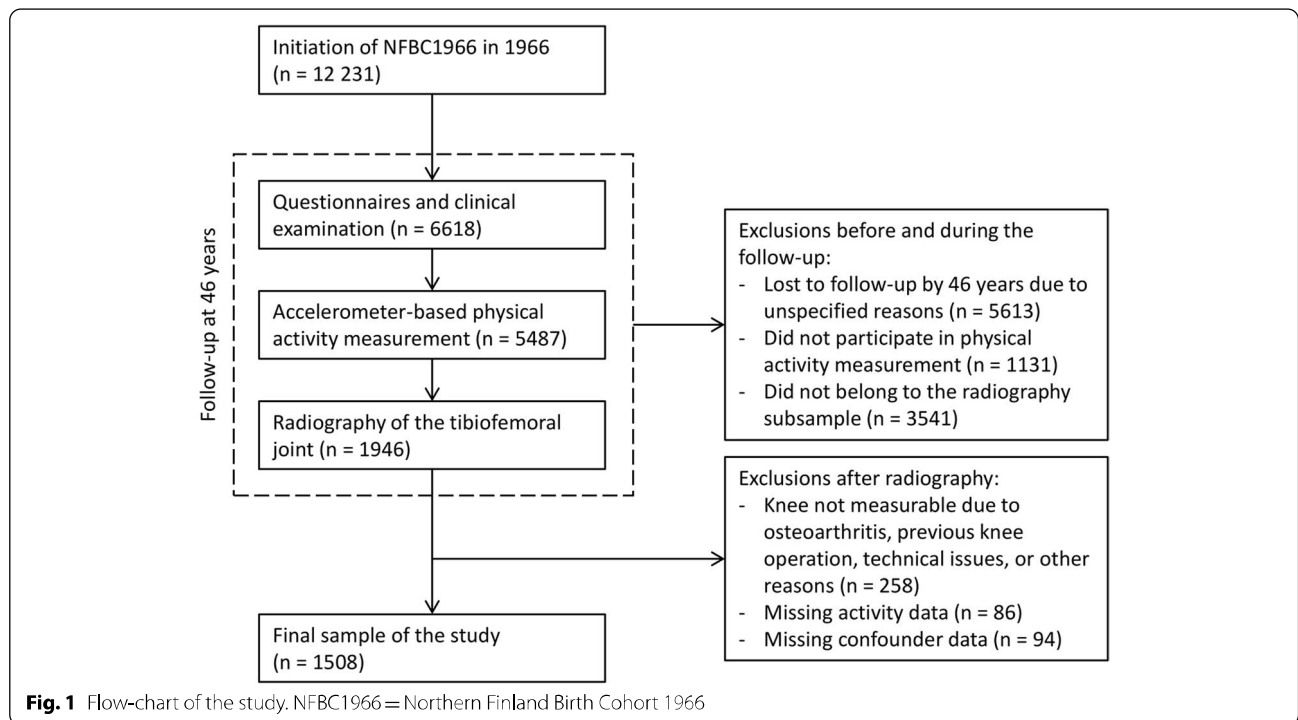 Initiation of NFBC1966 in 1966
(n = 12 231)
Follow-up at 46 years
Questionnaires and clinical
examination (n = 6618)
Accelerometer-based physical
activity measurement (n = 5487)
Radiography of the tibiofemoral
joint (n = 1946)
Exclusions before and during the
follow-up:
- Lost to follow-up by 46 years due to
unspecified reasons (n = 5613)
- Did not participate in physical
activity measurement (n = 1131)
- Did not belong to the radiography
subsample (n = 3541)
Exclusions after radiography:
- Knee not measurable due to
osteoarthritis, previous knee
operation, technical issues, or other
reasons (n = 258)
- Missing activity data (n = 86)
- Missing confounder data (n = 94)
Final sample of the study
(n = 1508)
Fig. 1 Flow-chart of the study. NFBC1966 = Northern Finland Birth Cohort 1966